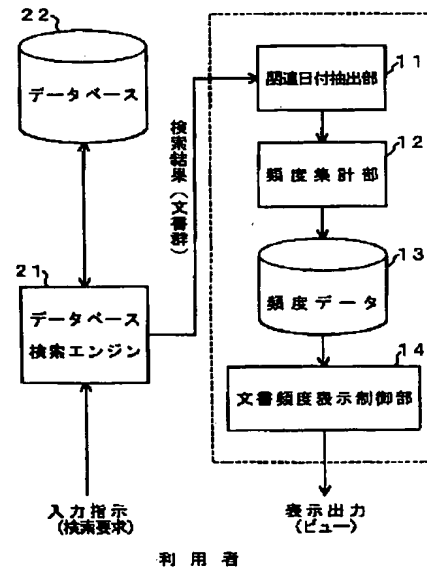 22
データベース
21
データベース
検索エンジン
入力指示
(検索要求)
検索結果(文書群)
11
関連日付抽出部
12
頻度集計部
13
頻度データ
14
文書頻度表示制御部
表示出力
(ビュー)
利用者